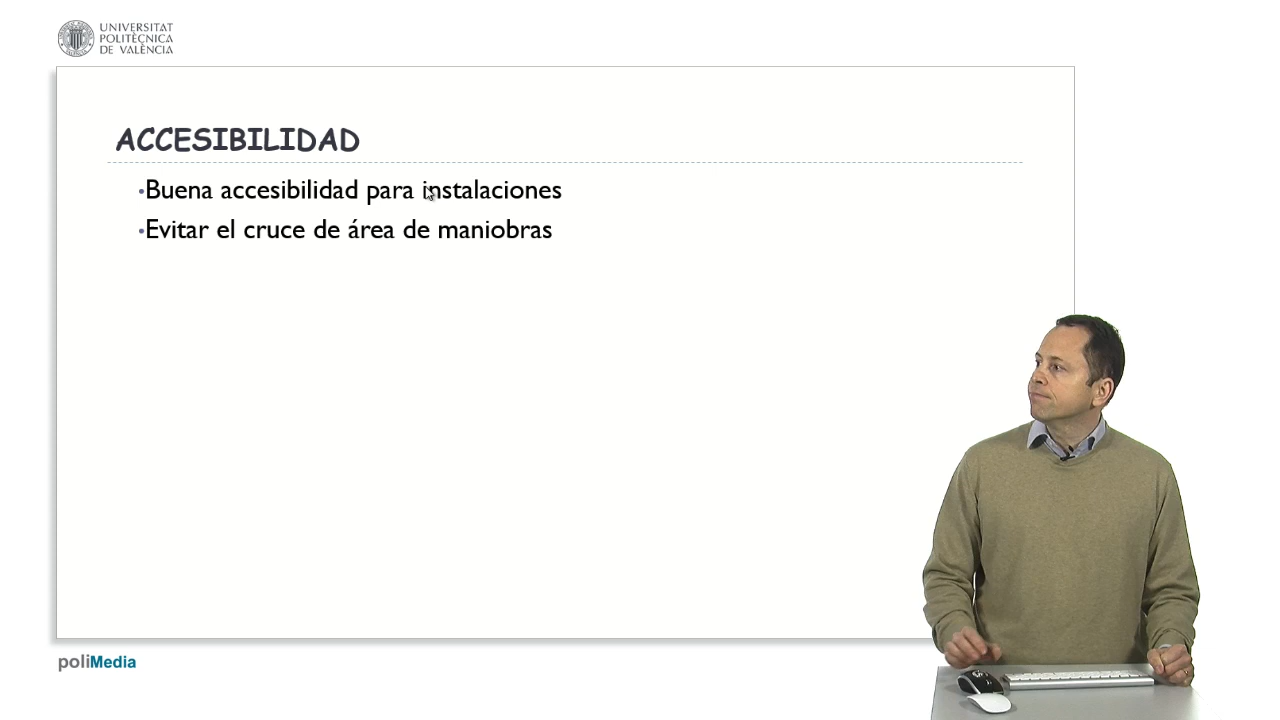 UNIVERSITAT
POLITÈCNICA
DE VALÈNCIA
ACCESIBILIDAD
•Buena accesibilidad para instalaciones
•Evitar el cruce de área de maniobras
poliMedia